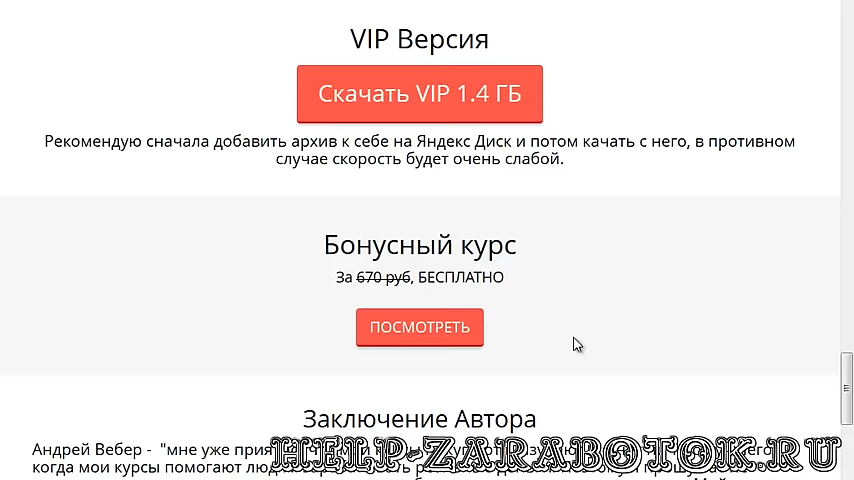 VIP Версия
Скачать VIP 1.4 ГБ
Рекомендую сначала добавить архив к себе на Яндекс Диск и потом качать с него, в противном
случае скорость будет очень слабой.
Бонусный курс
За 670 руб, БЕСПЛАТНО
ПОСМОТРЕТЬ
Заключение Автора
Андрей Вебер - "мне уже
когда мои курсы помогают
HELP-ZARABOTOK.RU